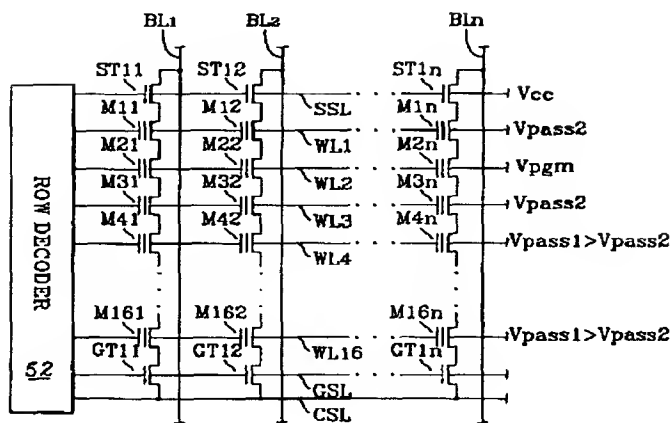 BL1 BL2 BLn
ST11 ST12 ST1n
SSL Vcc
M11 M12 M1n
WL1 Vpass2
M21 M22 M2n
WL2 Vpgm
M31 M32 M3n
WL3 Vpass2
M41 M42 M4n
WL4 Vpass1>Vpass2
ROW DECODER
52
M161 M162 M16n
WL16 Vpass1>Vpass2
GT11 GT12 GT1n
GSL
CSL